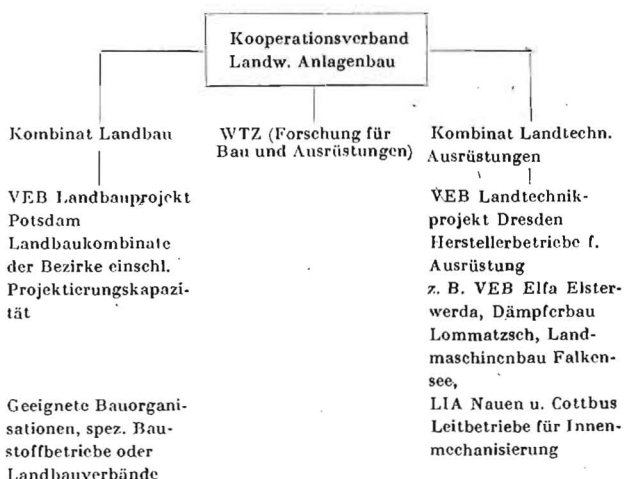 Kooperationsverband
Landw. Anlagenbau
Kombinat Landbau
VEB Landbauprojekt
Potsdam
Landbaukombinate
der Bezirke einschl.
Projektierungskapazi-
tät
Geeignete Bauorgani-
sationen, spez. Bau-
stoffbetriebe oder
Landbauverbände
WTZ (Forschung für
Bau und Ausrüstungen)
Kombinat Landtechn.
Ausrüstungen
VEB Landtechnik-
projekt Dresden
Herstellerbetriebe f.
Ausrüstung
z. B. VEB Elfa Elster-
werda, Dämpferbau
Lommatzsch, Land-
maschinenbau Falken-
see,
LIA Nauen u. Cottbus
Leitbetriebe für Innen-
mechanisierung